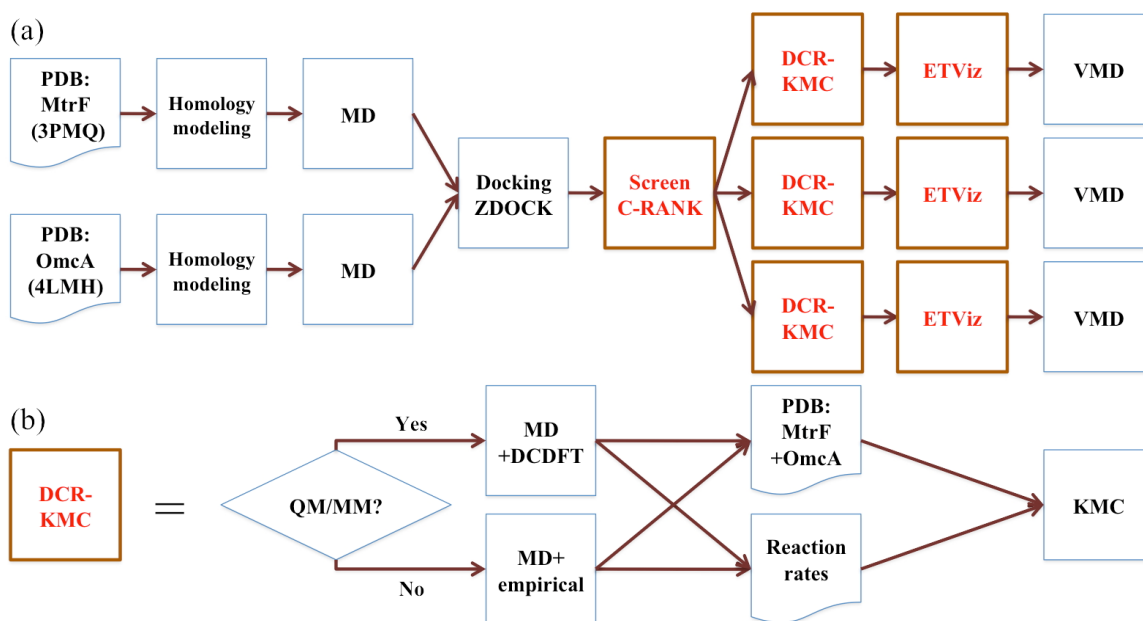 (a)
PDB:
MtrF
(3PMQ)
Homology
modeling
MD
PDB:
OmcA
(4LMH)
Homology
modeling
MD
Docking
ZDOCK
Screen
C-RANK
DCR-
KMC
ETViz
VMD
DCR-
KMC
ETViz
VMD
DCR-
KMC
ETViz
VMD
(b)
DCR-
KMC
=
QM/MM?
Yes
No
MD
+DCDFT
MD+
empirical
PDB:
MtrF
+OmcA
Reaction
rates
KMC